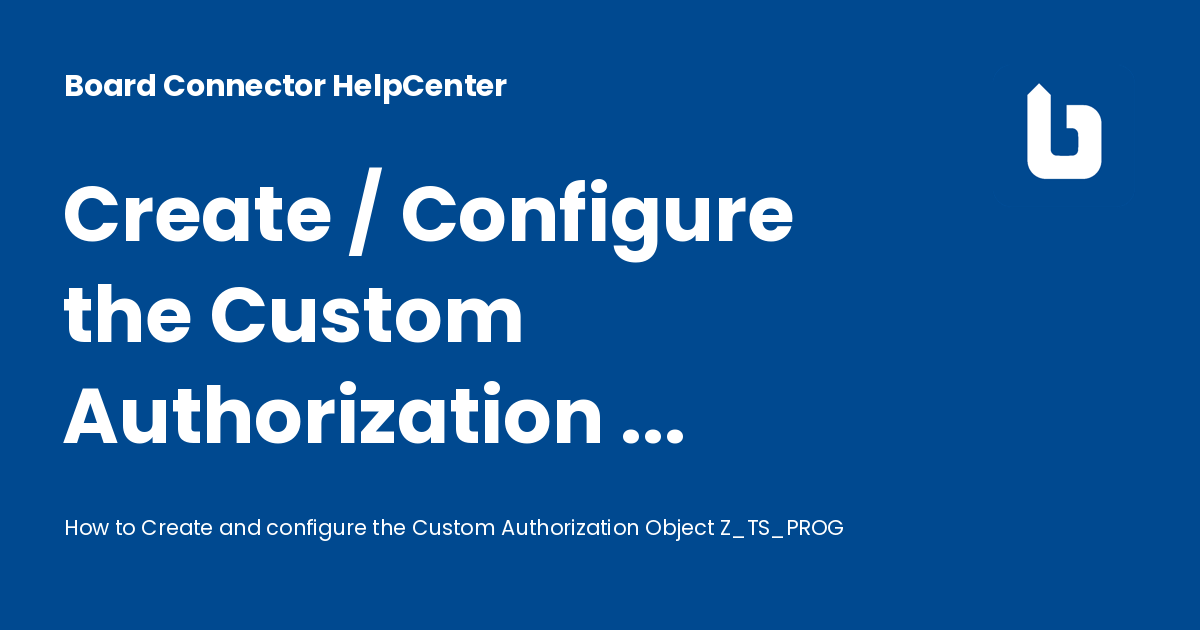 Board Connector HelpCenter
Create / Configure
the Custom
Authorization ...
How to Create and configure the Custom Authorization Object Z_TS_PROG